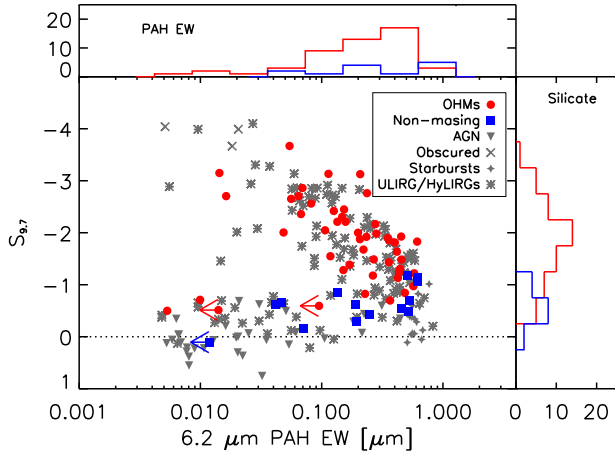 20
10
0
PAH EW
Silicate
OHMs
Non-masing
AGN
Obscured
Starbursts
ULIRG/HyLIRGs
-4
-3
-2
-1
0
1
S9.7
0.001 0.010 0.100 1.000
6.2 μm PAH EW [μm]
0 10 20